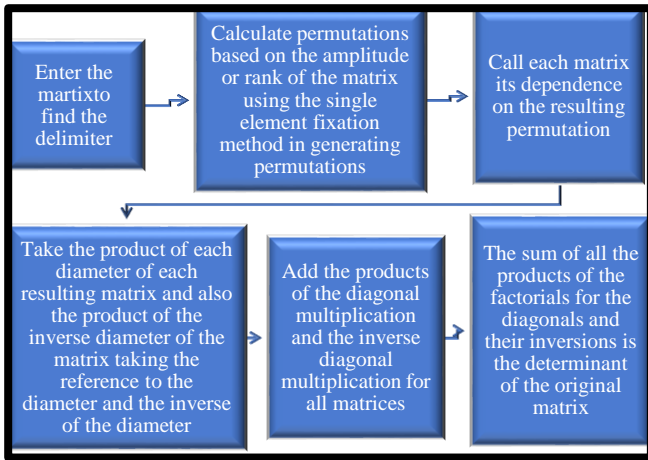 Enter the
martixto
find the
delimiter
Calculate permutations
based on the amplitude
or rank of the matrix
using the single
element fixation
method in generating
permutations
Call each matrix
its dependence
on the resulting
permutation
Take the product of each
diameter of each
resulting matrix and also
the product of the
inverse diameter of the
matrix taking the
reference to the
diameter and the inverse
of the diameter
Add the products
of the diagonal
multiplication
and the inverse
diagonal
multiplication for
all matrices
The sum of all the
products of the
factorials for the
diagonals and
their inversions is
the determinant
of the original
matrix